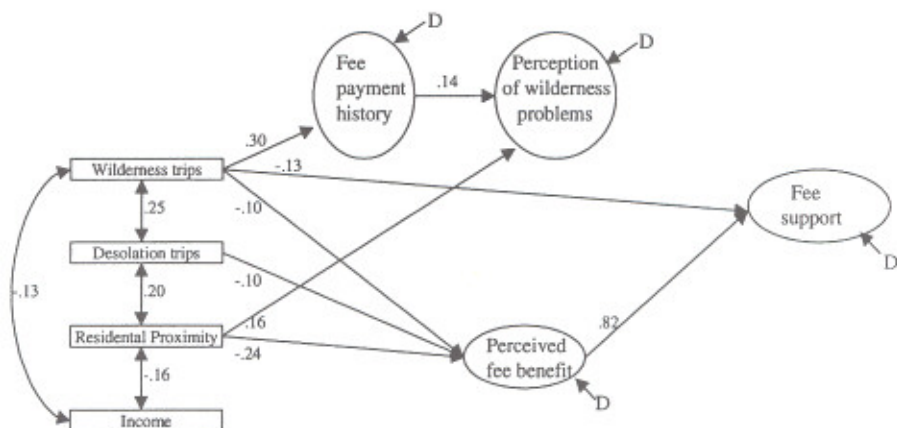 D
D
Fee
payment
history
.14
Perception
of wilderness
problems
.30
Wilderness trips
-.13
.25
-.10
Fee
support
D
Desolation trips
-.13
.20
-.10
Residental Proximity
.16
-.24
.82
Perceived
fee benefit
-.16
D
Income